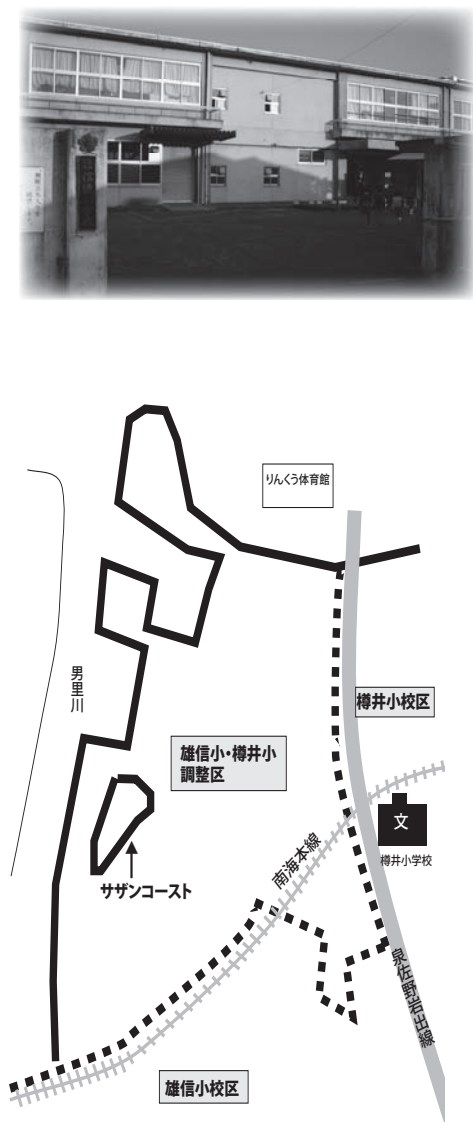 りんくう体育館
男里川
樽井小校区
雄信小・樽井小
調整区
文
樽井小学校
サザンコースト
南海本線
泉佐野岩出線
雄信小校区